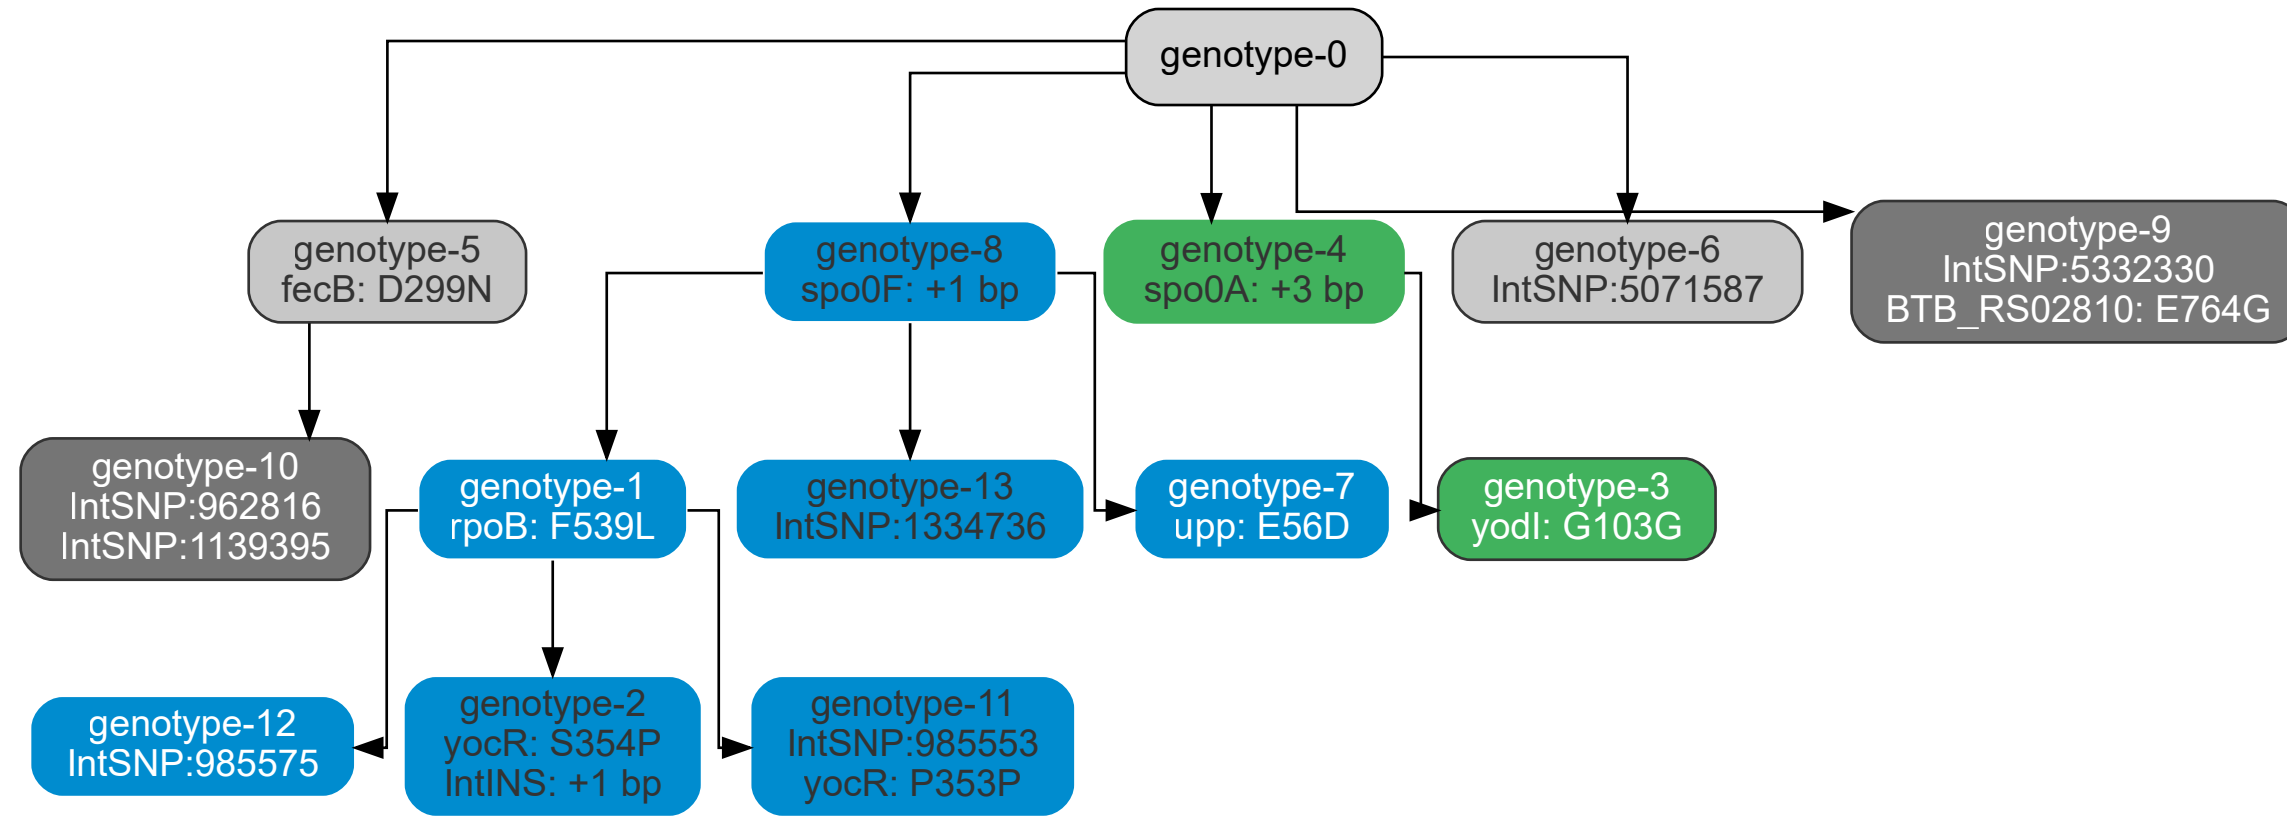 genotype-0
genotype-5
fecB: D299N
genotype-8
spo0F: +1 bp
genotype-4
spo0A: +3 bp
genotype-6
IntSNP:5071587
genotype-9
IntSNP:5332330
BTB_RS02810: E764G
genotype-10
IntSNP:962816
IntSNP:1139395
genotype-1
rpoB: F539L
genotype-13
IntSNP:1334736
genotype-7
upp: E56D
genotype-3
yodI: G103G
genotype-12
IntSNP:985575
genotype-2
yocR: S354P
IntINS: +1 bp
genotype-11
IntSNP:985553
yocR: P353P